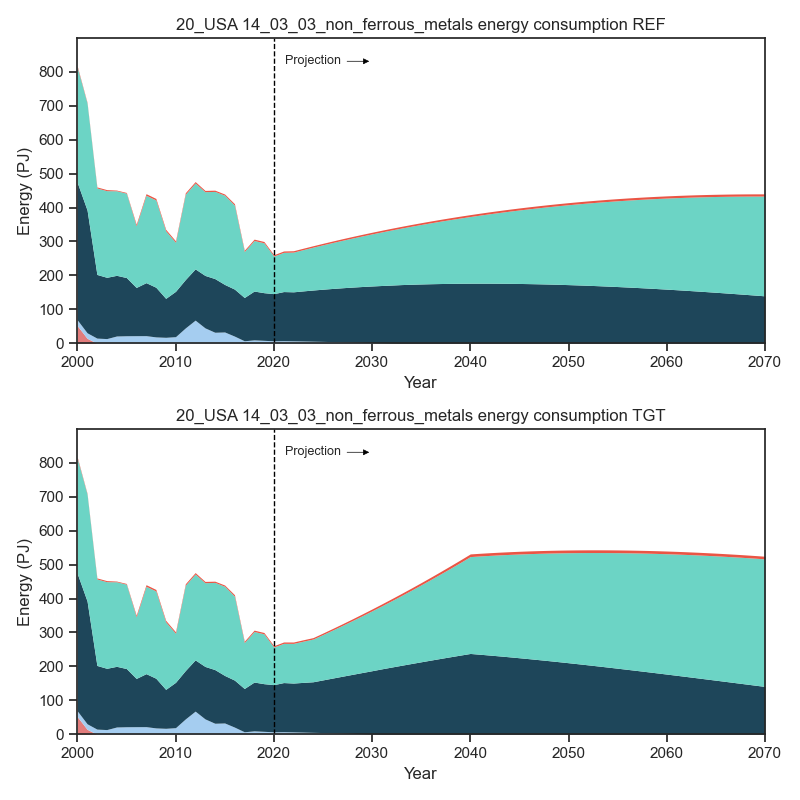 20_USA 14_03_03_non_ferrous_metals energy consumption REF
Projection
800
700
600
500
400
300
200
100
0
Energy (PJ)
2000 2010 2020 2030 2040 2050 2060 2070
Year
20_USA 14_03_03_non_ferrous_metals energy consumption TGT
Projection
800
700
600
500
400
300
200
100
0
Energy (PJ)
2000 2010 2020 2030 2040 2050 2060 2070
Year